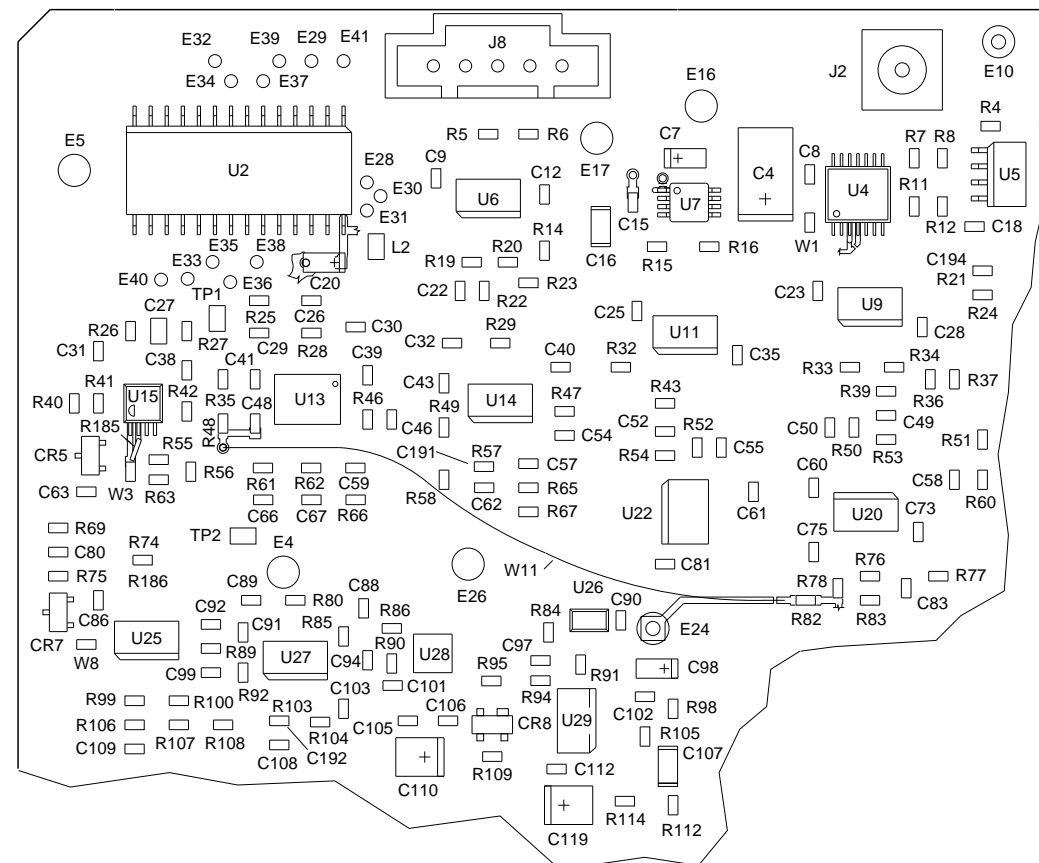 E32 E39 E29 E41
E34 E37
J8
E16
J2
E10
R4
E5
U2
R5 R6
E17
C7
C4
C8
R7 R8
U5
E28
C9
C12
U6
U7
U4
E30
E31
R11
R12
C18
C15
C16
R14
R15 R16
W1
E35 E38
L2
R19 R20
C194
R21
E40 E33
E36
C20
R23
R24
TP1
C22 R22
C23
U9
C27
R25 C26
C25
U11
C28
R26
R27
C29 R28
C30
C32
R29
C31
C38
C41
C39
C40
R32
C35
R33 R34
R41
R40
U15
R42
R35
C48
U13
R46
C43
U14
R47
R43
R39
R36
R37
R185
R48
R49
C46
C54
C52
R52
C55
C50
R50
C49
R53
R51
R55
C191
R57
C57
R54
CR5
R56
R61 R62 C59
R58
C62
R65
C60
C58
R60
C63
W3
R63
C66 C67 R66
R67
U22
C61
U20
C73
R69
TP2
C75
C80
R74
E4
W11
C81
R76
R75
R186
E26
U26
R78
R77
C89 R80
C88
R84
C90
C83
C86
C92
C91
R85
R86
E24
R82 R83
CR7
U25
R89
U27
R90
U28
C97
W8
C99
R92
C94
R95
R91
C98
C101
R94
R99 R100
C103
C102
R98
R106
R103
C105
C106
CR8
U29
R105
R107 R108
R104
C107
C109
C192
C108
R109
C112
C110
R114
C119
R112